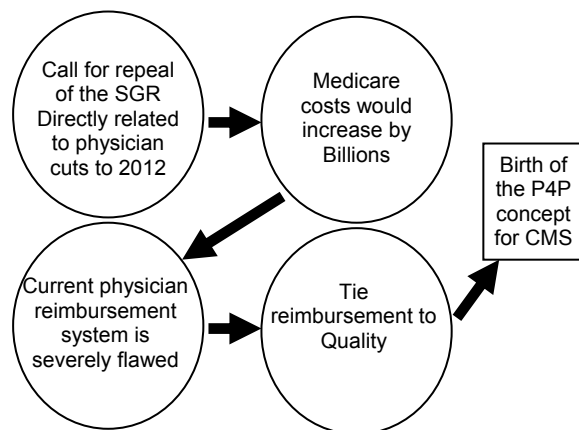 Call for repeal
of the SGR
Directly related
to physician
cuts to 2012
Medicare
costs would
increase by
Billions
Birth of
the P4P
concept
for CMS
Current physician
reimbursement
system is
severely flawed
Tie
reimbursement to
Quality